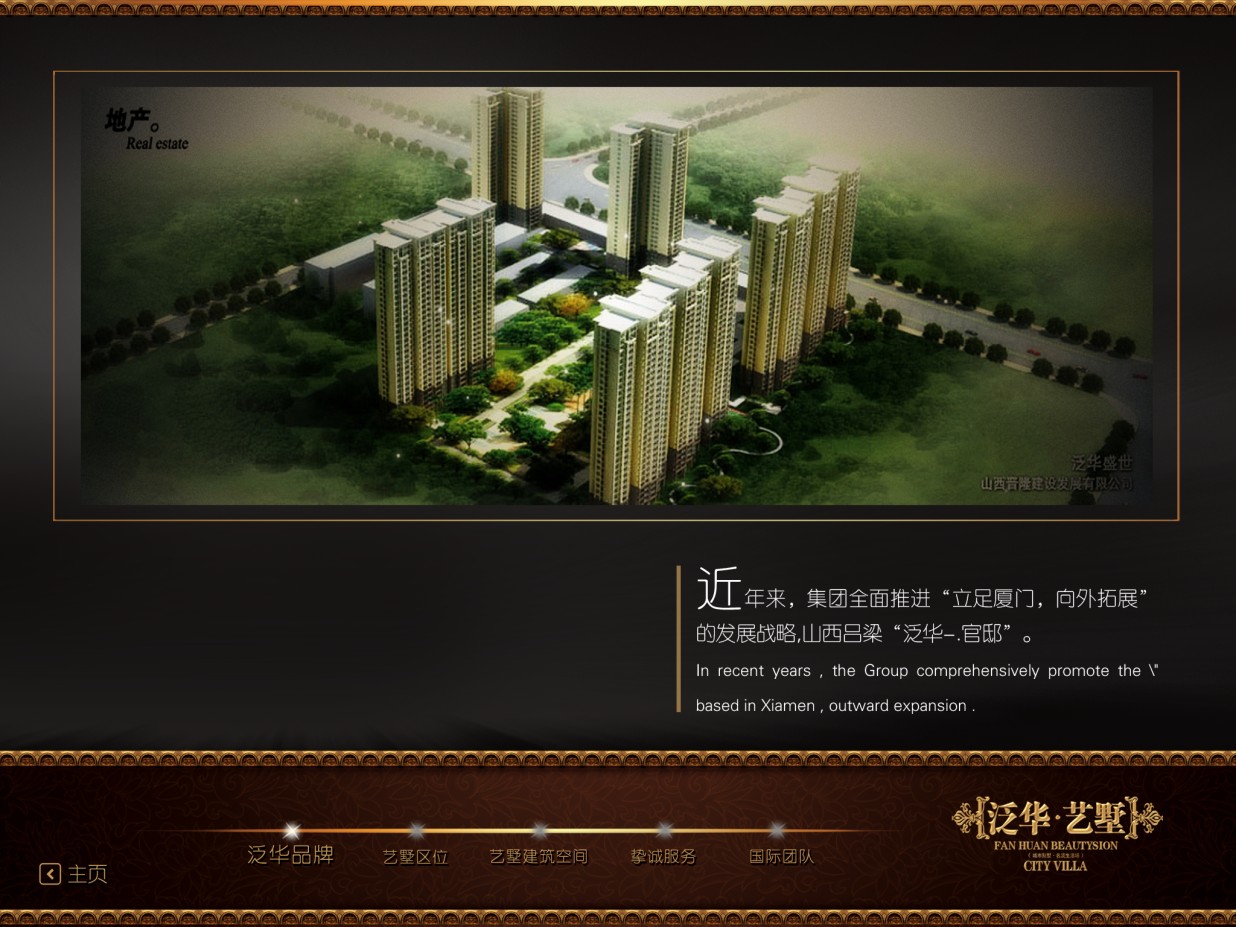 地产。
Real estate
泛华盛世
山西晋隆建设发展有限公司
近年来，集团全面推进“立足厦门，向外拓展”
的发展战略,山西吕梁“泛华-.官邸”。
In recent years , the Group comprehensively promote the \"
based in Xiamen , outward expansion .
泛华品牌
艺墅区位
艺墅建筑空间
挚诚服务
国际团队
主页
泛华·艺墅
FAN HUAN BEAUTYSION
CITY VILLA